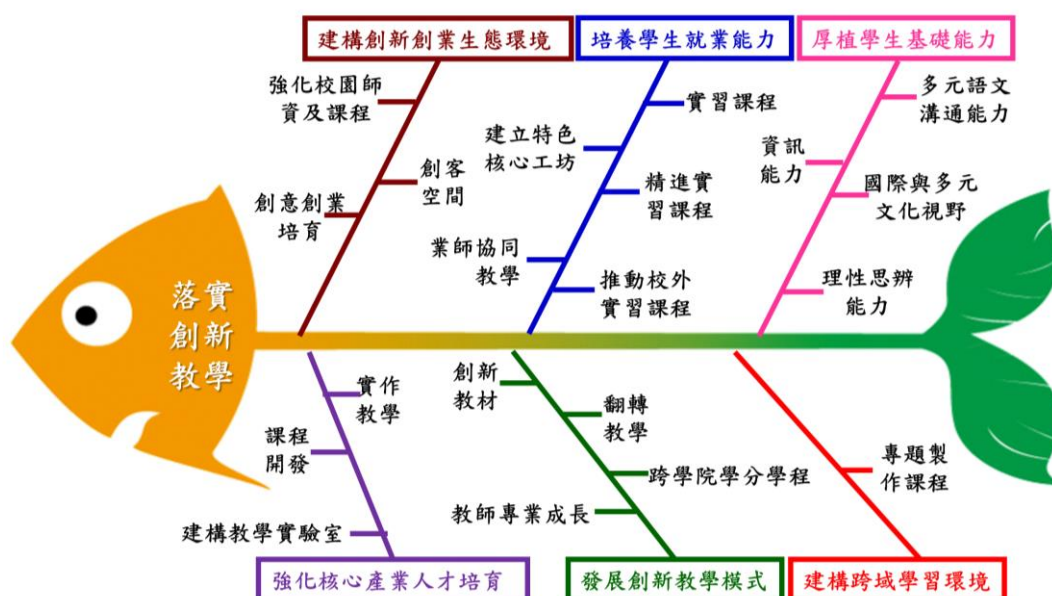 建構創新創業生態環境
培養學生就業能力
厚植學生基礎能力
強化校園師
資及課程
創客
空間
創意創業
培育
實習課程
建立特色
核心工坊
精進實
習課程
業師協同
教學
推動校外
實習課程
多元語文
溝通能力
資訊
能力
國際與多元
文化視野
理性思辨
能力
落實
創新
教學
實作
教學
課程
開發
建構教學實驗室
創新
教材
翻轉
教學
跨學院學分學程
教師專業成長
專題製
作課程
強化核心產業人才培育
發展創新教學模式
建構跨域學習環境